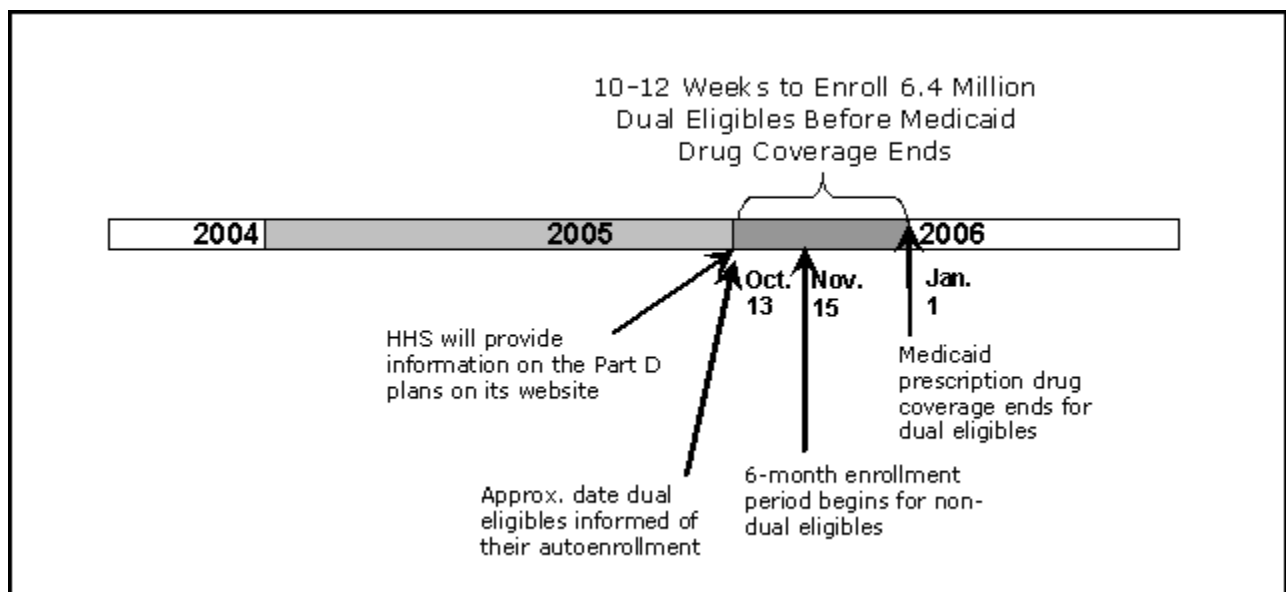 10-12 Weeks to Enroll 6.4 Million
Dual Eligibles Before Medicaid
Drug Coverage Ends
2004
2005
2006
Oct.
13
Nov.
15
Jan.
1
HHS will provide
information on the Part D
plans on its website
Approx. date dual
eligibles informed of
their autoenrollment
6-month enrollment
period begins for non-
dual eligibles
Medicaid
prescription drug
coverage ends for
dual eligibles